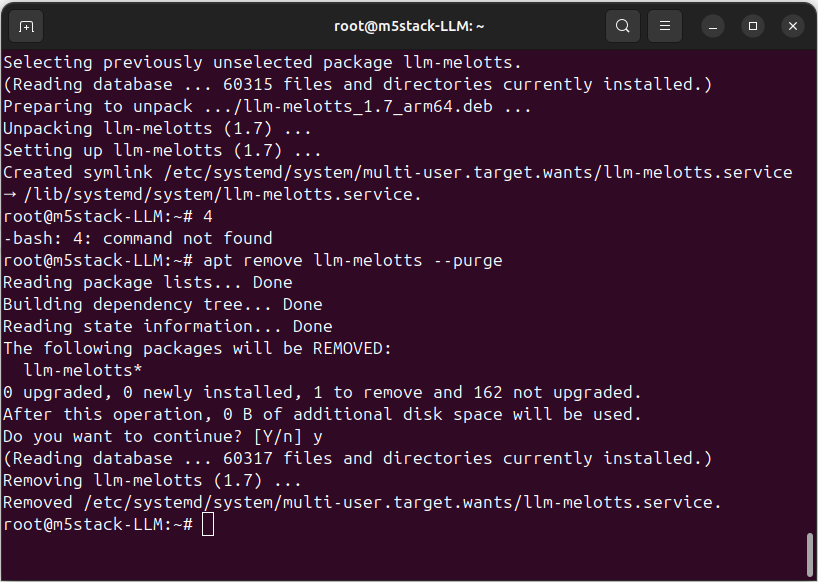 root@m5stack-LLM: ~
Selecting previously unselected package llm-melotts.
(Reading database ... 60315 files and directories currently installed.)
Preparing to unpack .../llm-melotts_1.7_arm64.deb ...
Unpacking llm-melotts (1.7) ...
Setting up llm-melotts (1.7) ...
Created symlink /etc/systemd/system/multi-user.target.wants/llm-melotts.service
→ /lib/systemd/system/llm-melotts.service.
root@m5stack-LLM:~# 4
-bash: 4: command not found
root@m5stack-LLM:~# apt remove llm-melotts --purge
Reading package lists... Done
Building dependency tree... Done
Reading state information... Done
The following packages will be REMOVED:
  llm-melotts*
0 upgraded, 0 newly installed, 1 to remove and 162 not upgraded.
After this operation, 0 B of additional disk space will be used.
Do you want to continue? [Y/n] y
(Reading database ... 60317 files and directories currently installed.)
Removing llm-melotts (1.7) ...
Removed /etc/systemd/system/multi-user.target.wants/llm-melotts.service.
root@m5stack-LLM:~#